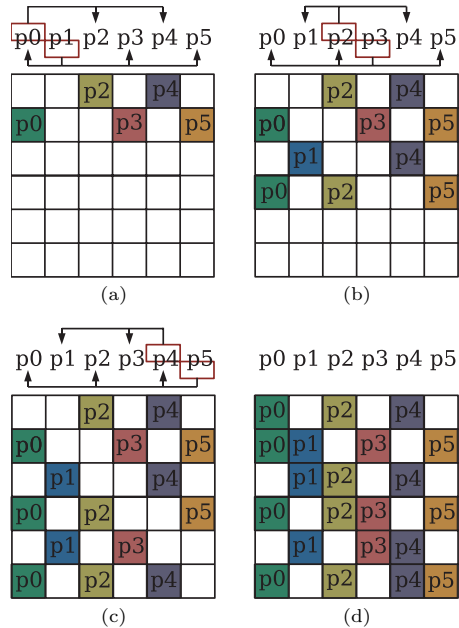 p0 p1 p2 p3 p4 p5
p2 p4
p0 p3 p5
(a)
p0 p1 p2 p3 p4 p5
p2 p4
p0 p3 p5
p1 p4
p0 p2 p5
(b)
p0 p1 p2 p3 p4 p5
p2 p4
p0 p3 p5
p1 p4
p0 p2 p5
p1 p3
p0 p2 p4
(c)
p0 p1 p2 p3 p4 p5
p0 p2 p4
p0 p1 p3 p5
p1 p2 p4
p0 p2 p3 p5
p1 p3 p4
p0 p2 p4 p5
(d)